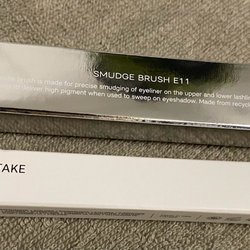 SMUDGE BRUSH E11
brush is made for precise smudging of eyeliner on the upper and lower lashli
to deliver high pigment when used to sweep on eyeshadow. Made from recycl
TAKE